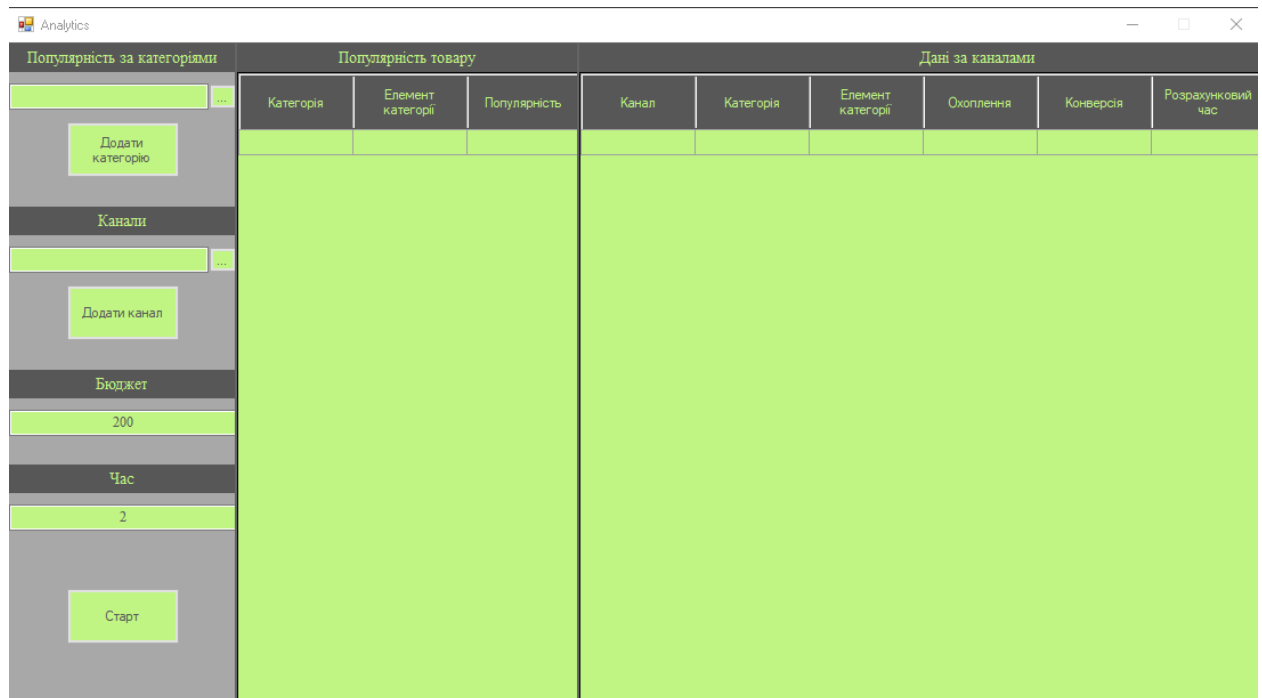 Analytics
Популярність за категоріями
Популярність товару
Дані за каналами
...
Категорія
Елемент
категорії
Популярність
Канал
Категорія
Елемент
категорії
Охоплення
Конверсія
Розрахунковий
час
Додати
категорію
Канали
...
Додати канал
Бюджет
200
Час
2
Старт